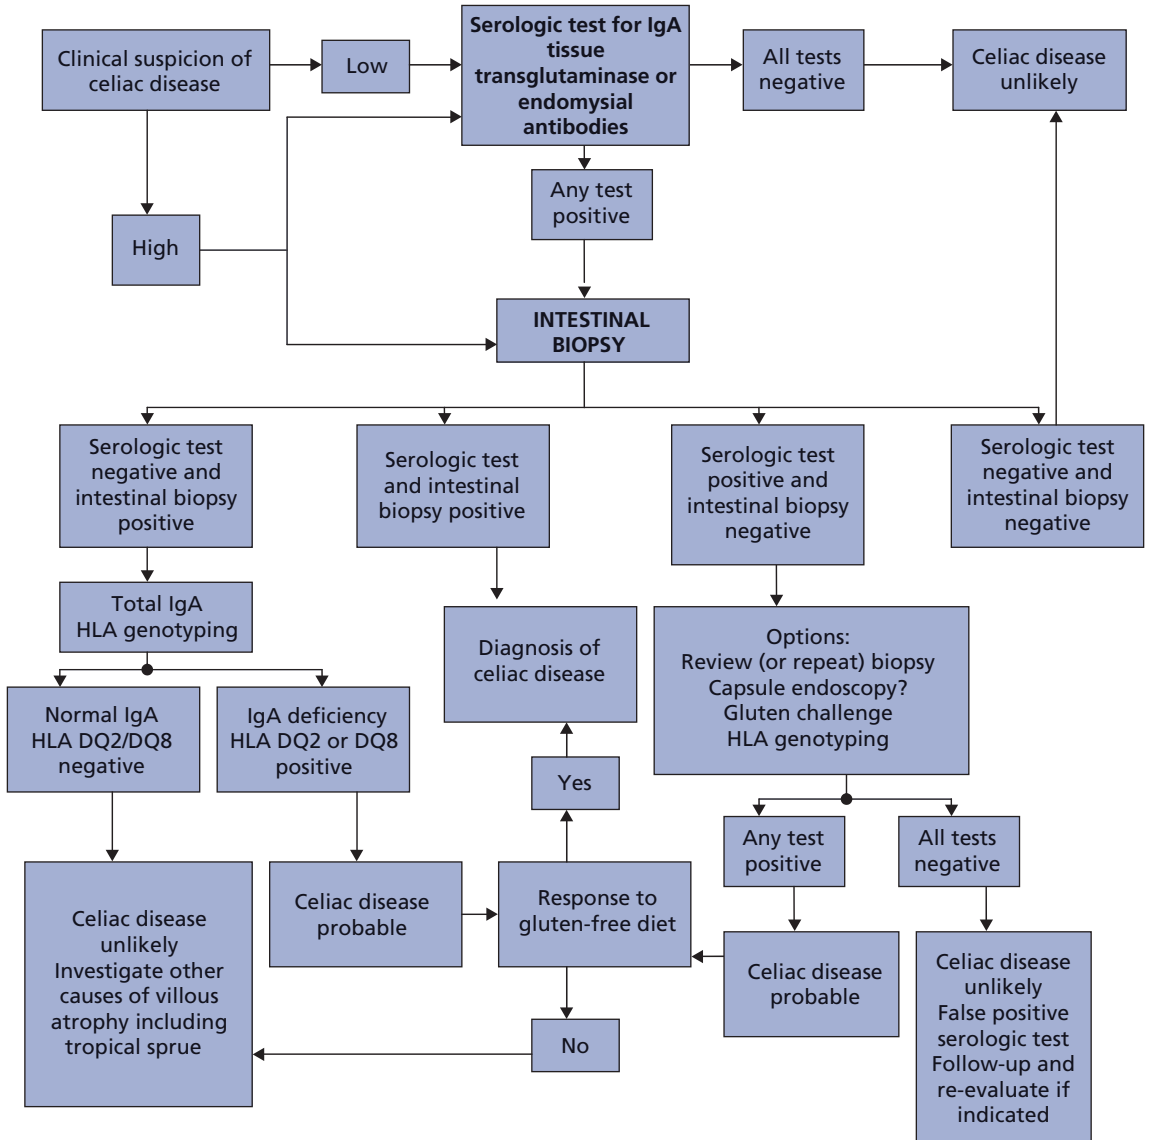 Clinical suspicion of
celiac disease
Low
Serologic test for IgA
tissue
transglutaminase or
endomysial
antibodies
All tests
negative
Celiac disease
unlikely
Any test
positive
High
INTESTINAL
BIOPSY
Serologic test
negative and
intestinal biopsy
positive
Serologic test
and intestinal
biopsy positive
Serologic test
positive and
intestinal biopsy
negative
Serologic test
negative and
intestinal biopsy
negative
Total IgA
HLA genotyping
Diagnosis of
celiac disease
Options:
Review (or repeat) biopsy
Capsule endoscopy?
Gluten challenge
HLA genotyping
Normal IgA
HLA DQ2/DQ8
negative
IgA deficiency
HLA DQ2 or DQ8
positive
Yes
Any test
positive
All tests
negative
Celiac disease
unlikely
Investigate other
causes of villous
atrophy including
tropical sprue
Celiac disease
probable
Response to
gluten-free diet
Celiac disease
probable
Celiac disease
unlikely
False positive
serologic test
Follow-up and
re-evaluate if
indicated
No